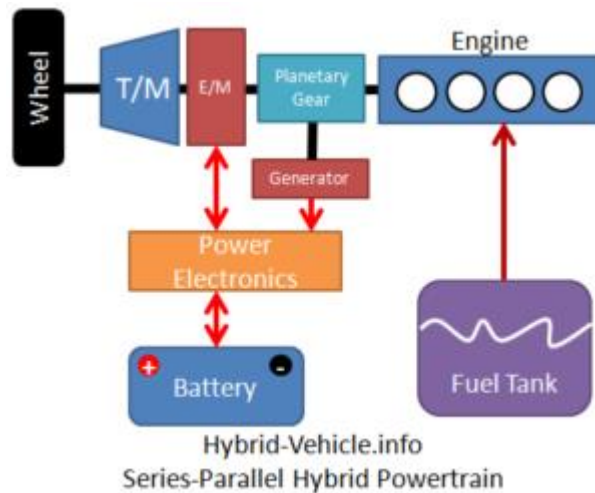 Engine
Wheel
T/M
E/M
Planetary
Gear
Generator
Power
Electronics
+
-
Battery
Fuel Tank
Hybrid-Vehicle.info
Series-Parallel Hybrid Powertrain